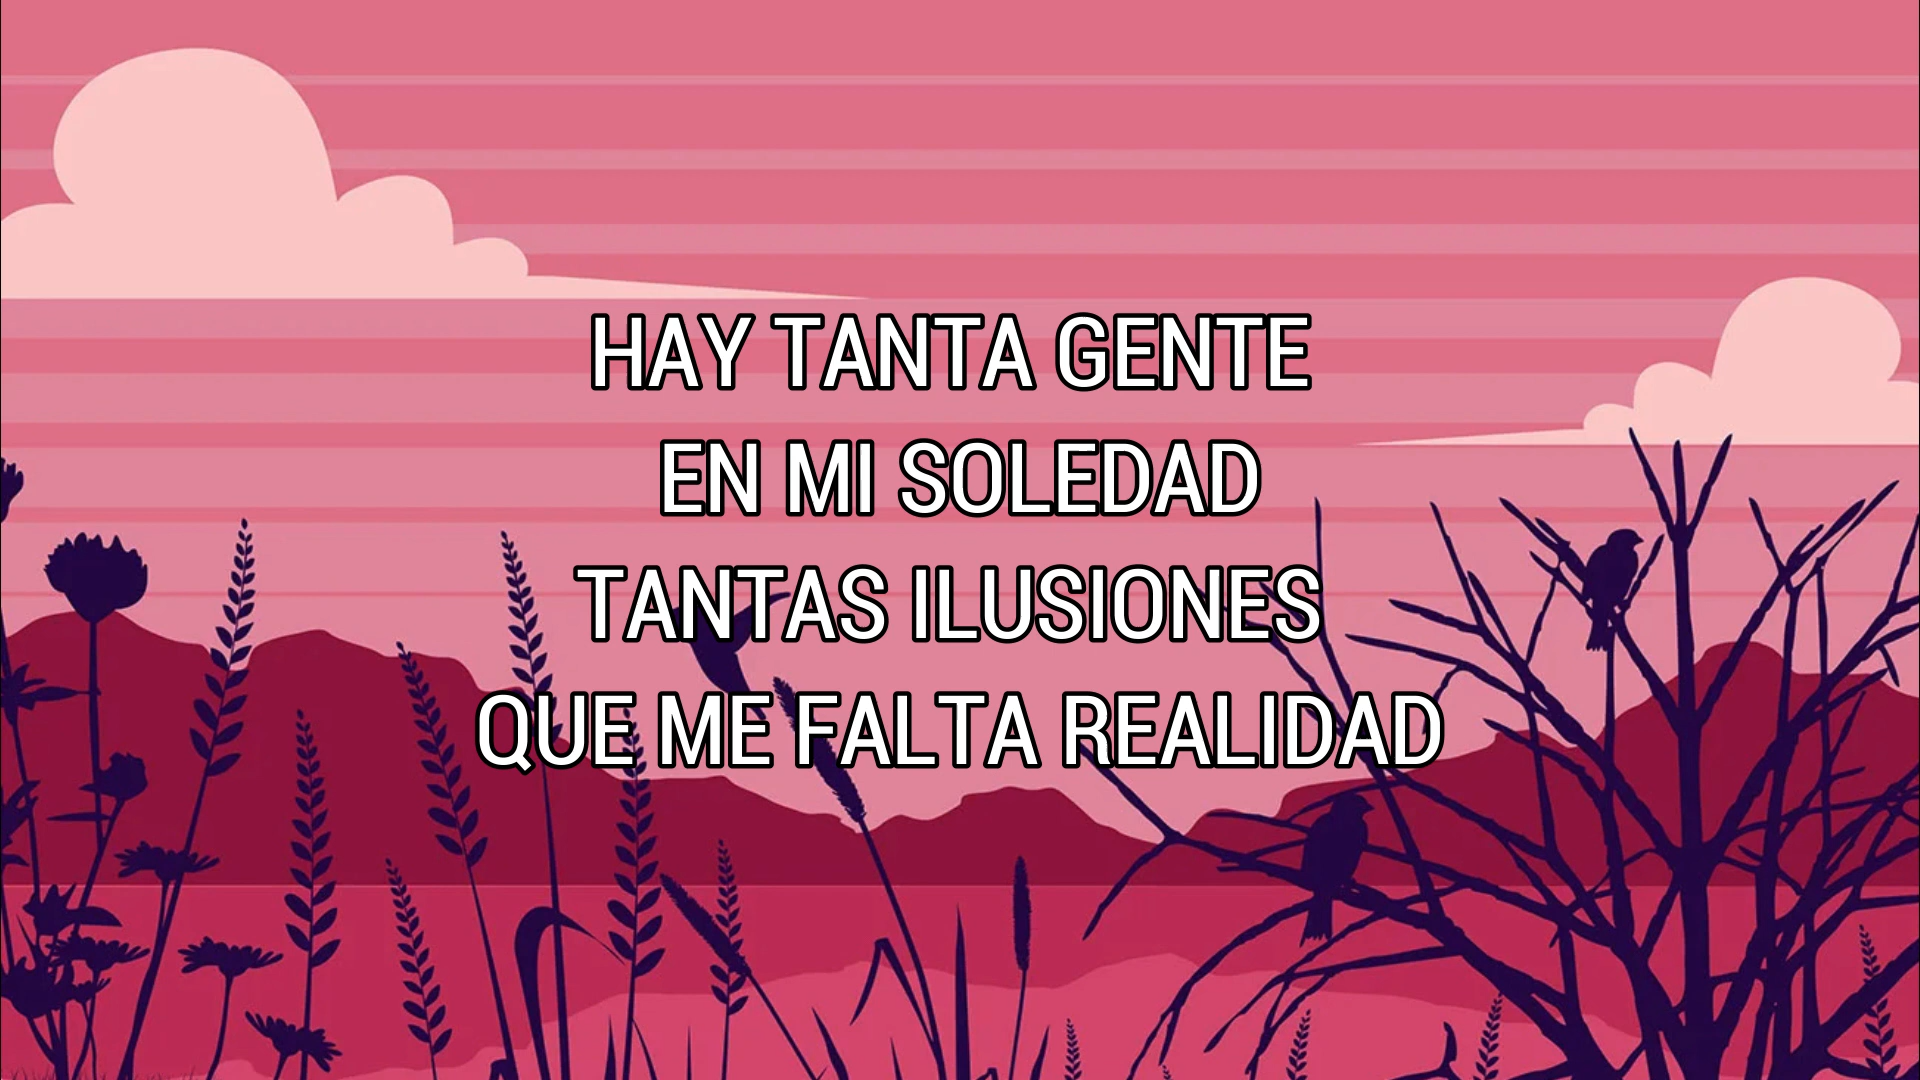 HAY TANTA GENTE
EN MI SOLEDAD
TANTAS ILUSIONES
QUE ME FALTA REALIDAD